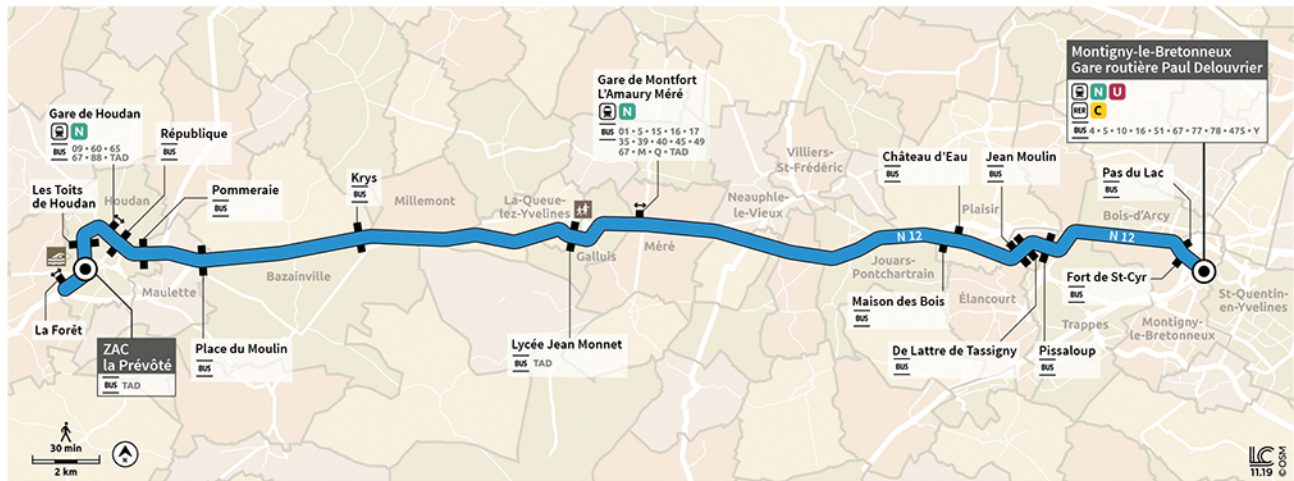 Gare de Houdan
N
BUS 09 • 60 • 65
67 • 88 • TAD
République
BUS
Les Toits
de Houdan
BUS
Houdan
Pommeraie
BUS
La Forêt
ZAC
la Prévôté
BUS TAD
Maulette
Place du Moulin
BUS
Bazainville
Krys
BUS
Millemont
La-Queue-
lez-Yvelines
Galluis
Lycée Jean Monnet
BUS TAD
Gare de Montfort
L'Amaury Méré
N
BUS 01 • 5 • 15 • 16 • 17
35 • 39 • 40 • 45 • 49
67 • M • Q • TAD
Méré
Neauphle-
le-Vieux
Villiers-
St-Frédéric
Jouars-
Pontchartrain
N 12
Château d'Eau
BUS
Maison des Bois
BUS
Plaisir
Élancourt
Jean Moulin
BUS
De Lattre de Tassigny
BUS
Pissaloup
BUS
Trappes
N 12
Bois-d'Arcy
Pas du Lac
BUS
Fort de St-Cyr
BUS
Montigny-le-Bretonneux
Gare routière Paul Delouvrier
N U
RER C
BUS 4 • 5 • 10 • 16 • 51 • 67 • 77 • 78 • 475 • Y
Montigny-
le-Bretonneux
St-Quentin-
en-Yvelines
30 min
2 km
N
LC
11.19
© OSM